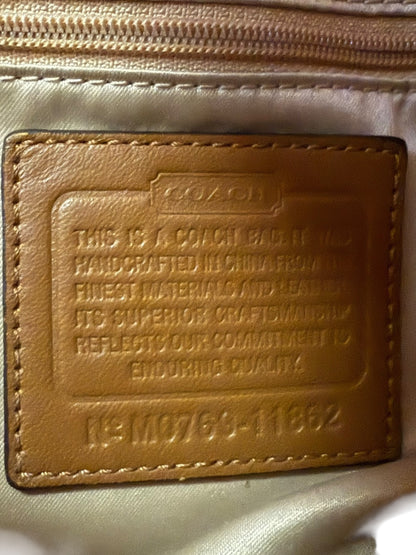 COACH
THIS IS A COACH BAG. IT WAS
HANDCRAFTED IN CHINA FROM THE
FINEST MATERIALS AND LEATHER.
ITS SUPERIOR CRAFTSMANSHIP
REFLECTS OUR COMMITMENT TO
ENDURING QUALITY.
No M0769-11862